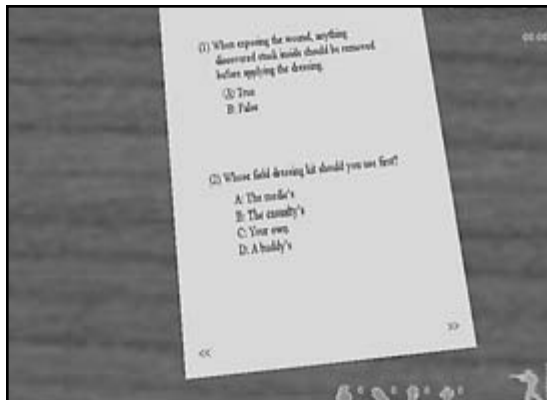 (1) When exposing the wound, anything
discovered stuck inside should be removed
before applying the dressing.
A: True
B: False
(2) Whose field dressing kit should you use first?
A: The medic's
B: The casualty's
C: Your own
D: A buddy's
<< >>